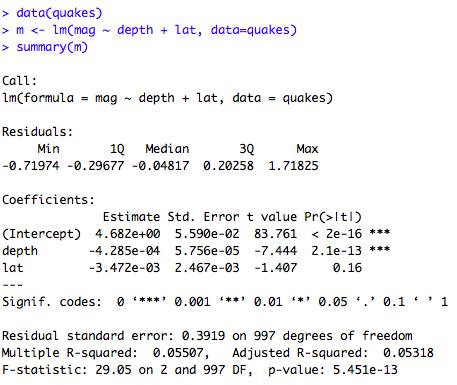 > data(quakes)
> m <- lm(mag ~ depth + lat, data=quakes)
> summary(m)
Call:
lm(formula = mag ~ depth + lat, data = quakes)
Residuals:
Min 1Q Median 3Q Max
-0.71974 -0.29677 -0.04817 0.20258 1.71825
Coefficients:
Estimate Std. Error t value Pr(>|t|)
(Intercept) 4.682e+00 5.590e-02 83.761 < 2e-16 ***
depth -4.285e-04 5.756e-05 -7.444 2.1e-13 ***
lat -3.472e-03 2.467e-03 -1.407 0.16
---
Signif. codes: 0 ‘***’ 0.001 ‘**’ 0.01 ‘*’ 0.05 ‘.’ 0.1 ‘ ’ 1
Residual standard error: 0.3919 on 997 degrees of freedom
Multiple R-squared: 0.05507, Adjusted R-squared: 0.05318
F-statistic: 29.05 on 2 and 997 DF, p-value: 5.451e-13